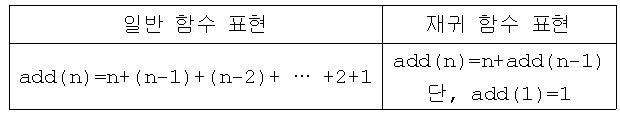 일반 함수 표현
재귀 함수 표현
add(n)=n+(n-1)+(n-2)+ ⋯ +2+1
add(n)=n+add(n-1)
단, add(1)=1